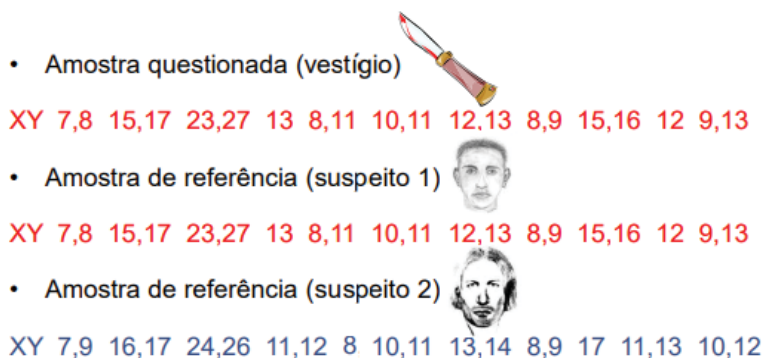 • Amostra questionada (vestígio)
XY 7,8 15,17 23,27 13 8,11 10,11 12,13 8,9 15,16 12 9,13
• Amostra de referência (suspeito 1)
XY 7,8 15,17 23,27 13 8,11 10,11 12,13 8,9 15,16 12 9,13
• Amostra de referência (suspeito 2)
XY 7,9 16,17 24,26 11,12 8 10,11 13,14 8,9 17 11,13 10,12